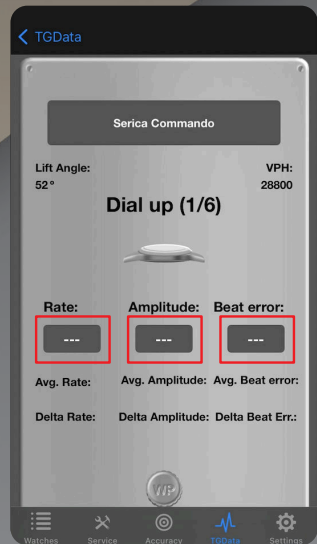 TGData
Serica Commando
Lift Angle: VPH:
52° 28800
Dial up (1/6)
Rate: Amplitude: Beat error:
--- --- ---
Avg. Rate: Avg. Amplitude: Avg. Beat error:
Delta Rate: Delta Amplitude: Delta Beat Err.:
WP
Watches Service Accuracy TGData Settings